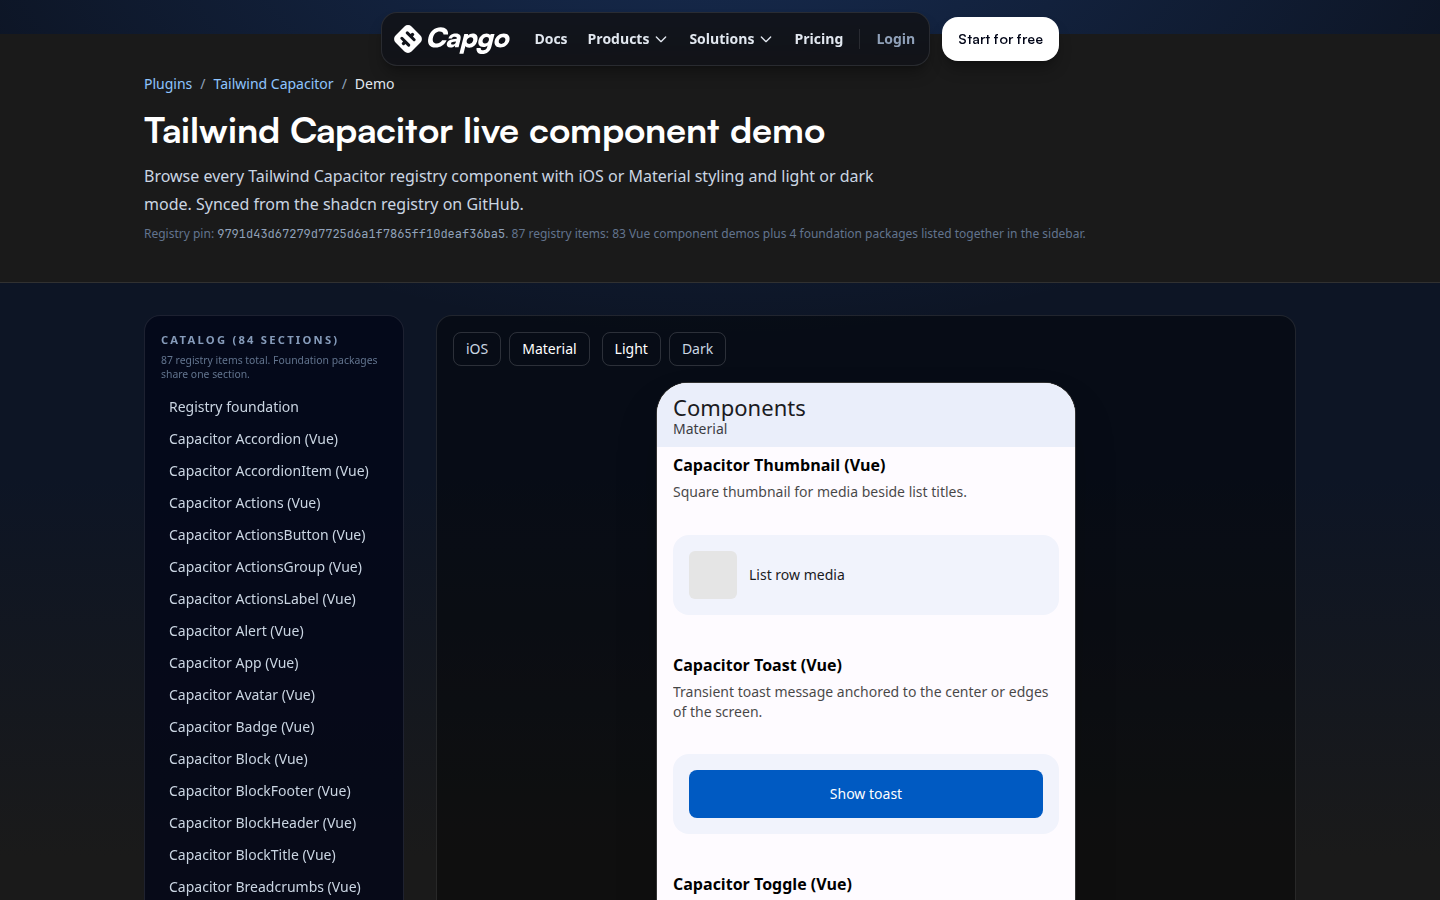 Capgo Docs Products Solutions Pricing Login Start for free
Plugins / Tailwind Capacitor / Demo
Tailwind Capacitor live component demo
Browse every Tailwind Capacitor registry component with iOS or Material styling and light or dark
mode. Synced from the shadcn registry on GitHub.
Registry pin: 9791d43d67279d7725d6a1f7865ff10deaf36ba5. 87 registry items: 83 Vue component demos plus 4 foundation packages listed together in the sidebar.
CATALOG (84 SECTIONS)
87 registry items total. Foundation packages
share one section.
Registry foundation
Capacitor Accordion (Vue)
Capacitor AccordionItem (Vue)
Capacitor Actions (Vue)
Capacitor ActionsButton (Vue)
Capacitor ActionsGroup (Vue)
Capacitor ActionsLabel (Vue)
Capacitor Alert (Vue)
Capacitor App (Vue)
Capacitor Avatar (Vue)
Capacitor Badge (Vue)
Capacitor Block (Vue)
Capacitor BlockFooter (Vue)
Capacitor BlockHeader (Vue)
Capacitor BlockTitle (Vue)
Capacitor Breadcrumbs (Vue)
iOS Material Light Dark
Components
Material
Capacitor Thumbnail (Vue)
Square thumbnail for media beside list titles.
List row media
Capacitor Toast (Vue)
Transient toast message anchored to the center or edges
of the screen.
Show toast
Capacitor Toggle (Vue)